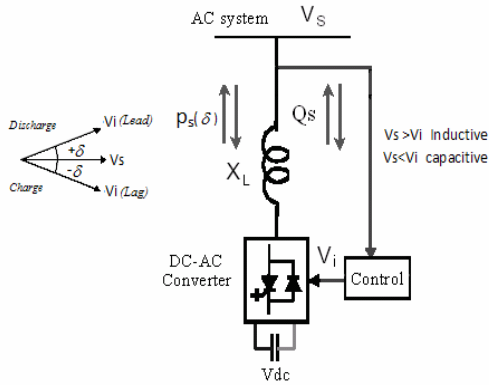 AC system
VS
ps(δ)
Qs
Discharge
Vi (Lead)
+δ
Vs
-δ
Charge
Vi (Lag)
XL
Vs >Vi Inductive
Vs<Vi capacitive
DC-AC
Converter
Vi
Control
Vdc